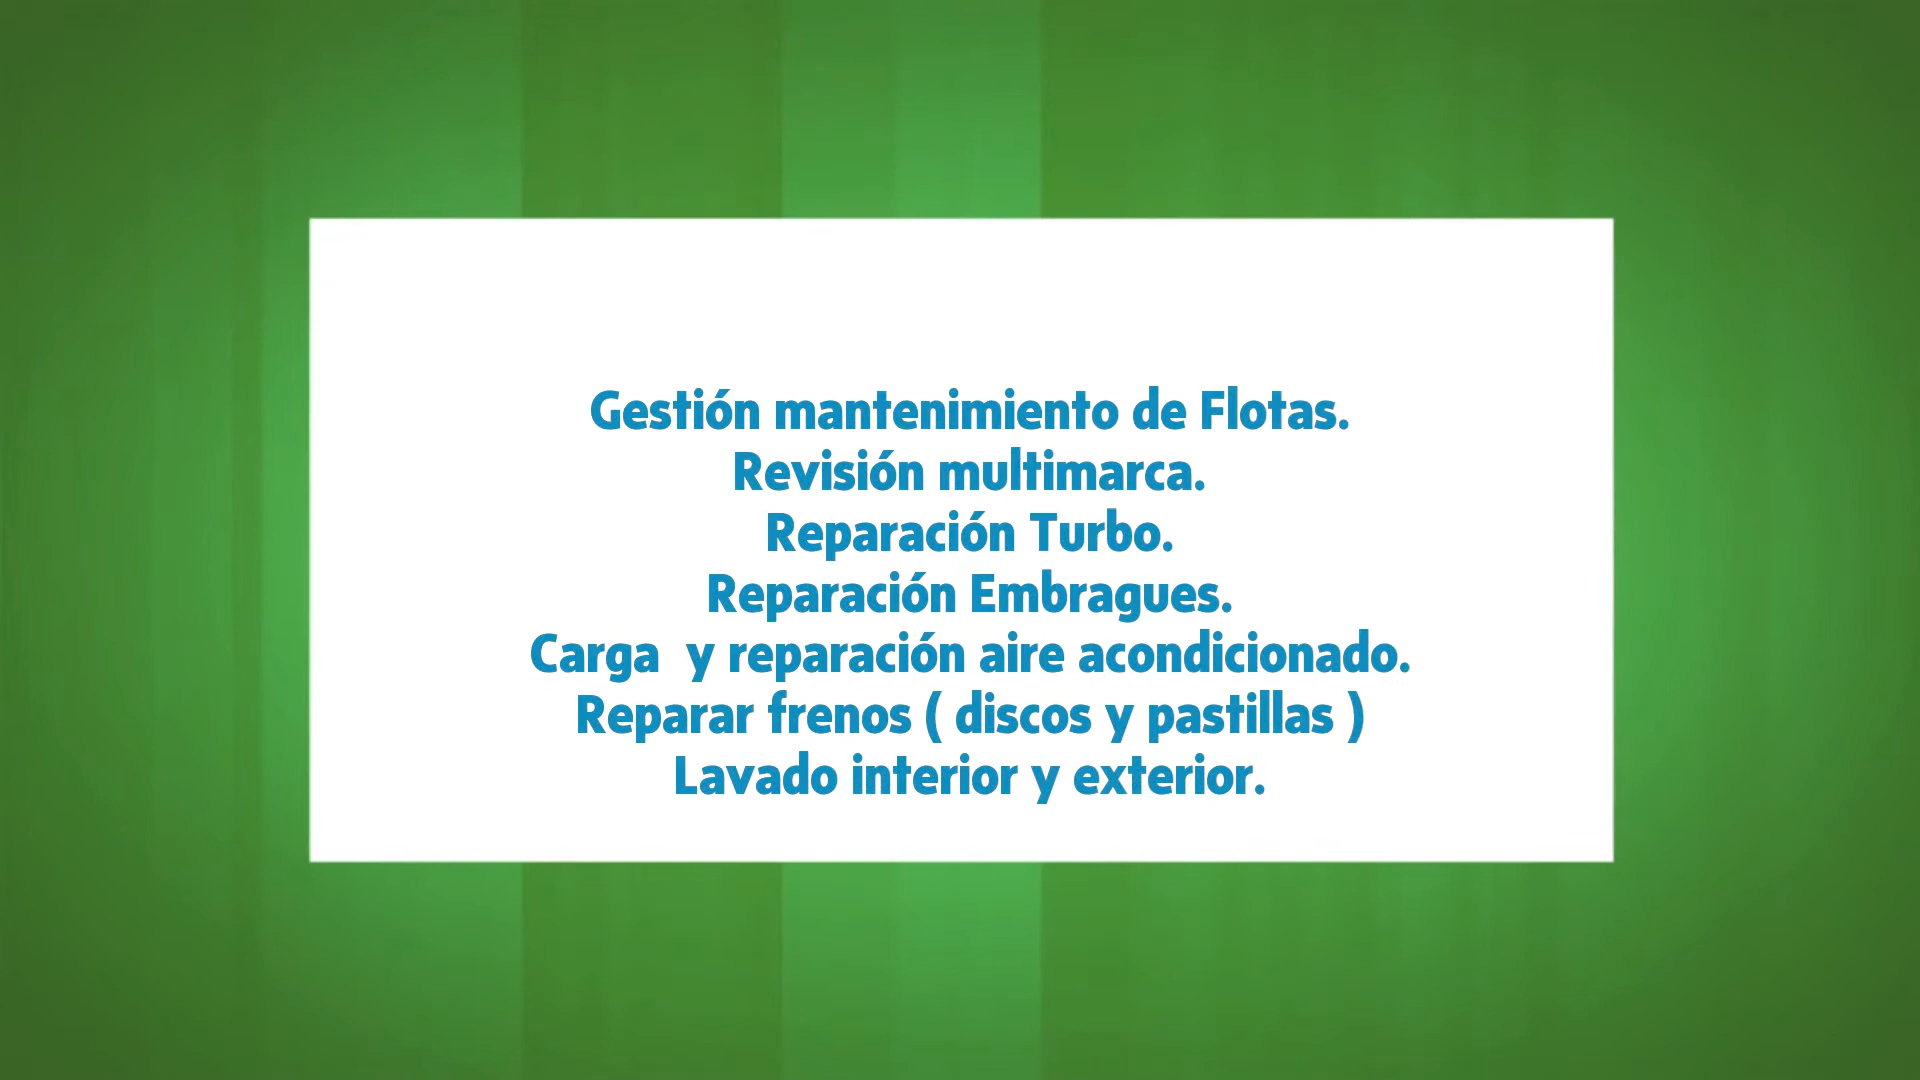 Gestión mantenimiento de Flotas.
Revisión multimarca.
Reparación Turbo.
Reparación Embragues.
Carga  y reparación aire acondicionado.
Reparar frenos ( discos y pastillas )
Lavado interior y exterior.